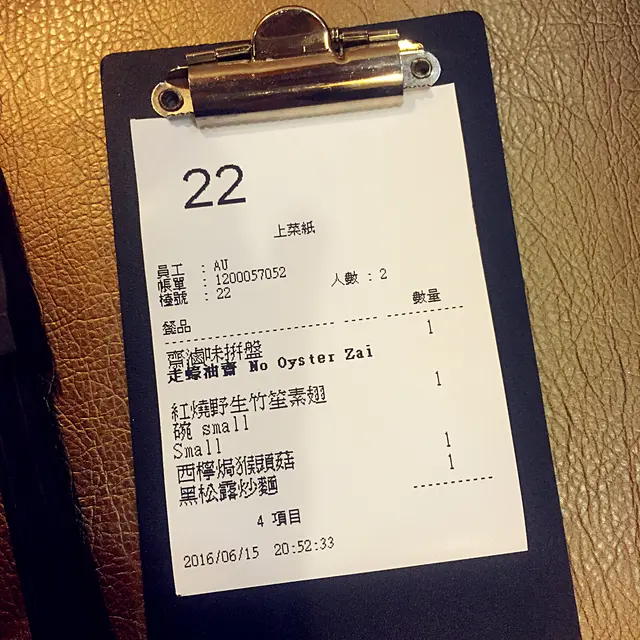 22
上菜紙
員工 : AU
帳單 : 1200057052
檯號 : 22 人數 : 2
餐品 數量
齋滷味拼盤 1
走蠔油齋 No Oyster Zai
紅燒野生竹笙素翅 1
碗 small
Small
西檸焗猴頭菇 1
黑松露炒麵 1
4 項目
2016/06/15 20:52:33